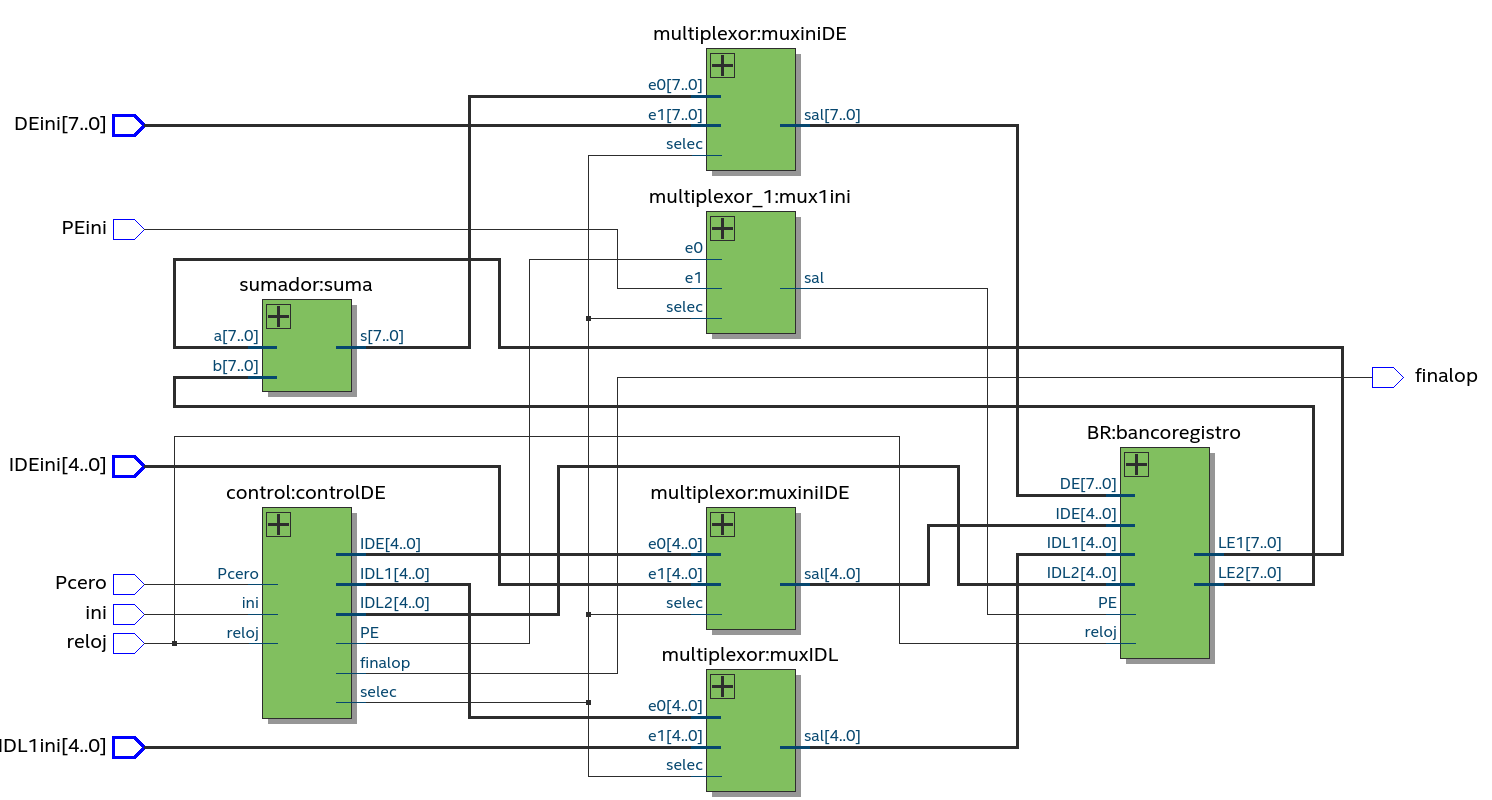 multiplexor:muxiniDE
e0[7..0]
DEini[7..0]
e1[7..0]
sal[7..0]
selec
multiplexor_1:mux1ini
PEini
e0
sumador:suma
e1
sal
selec
a[7..0]
s[7..0]
b[7..0]
finalop
BR:bancoregistro
IDEini[4..0]
control:controlDE
multiplexor:muxiniIDE
DE[7..0]
IDE[4..0]
IDE[4..0]
e0[4..0]
IDL1[4..0]
LE1[7..0]
Pcero
Pcero
IDL1[4..0]
e1[4..0]
sal[4..0]
IDL2[4..0]
LE2[7..0]
ini
ini
IDL2[4..0]
selec
PE
reloj
reloj
PE
reloj
multiplexor:muxIDL
finalop
selec
e0[4..0]
IDL1ini[4..0]
e1[4..0]
sal[4..0]
selec